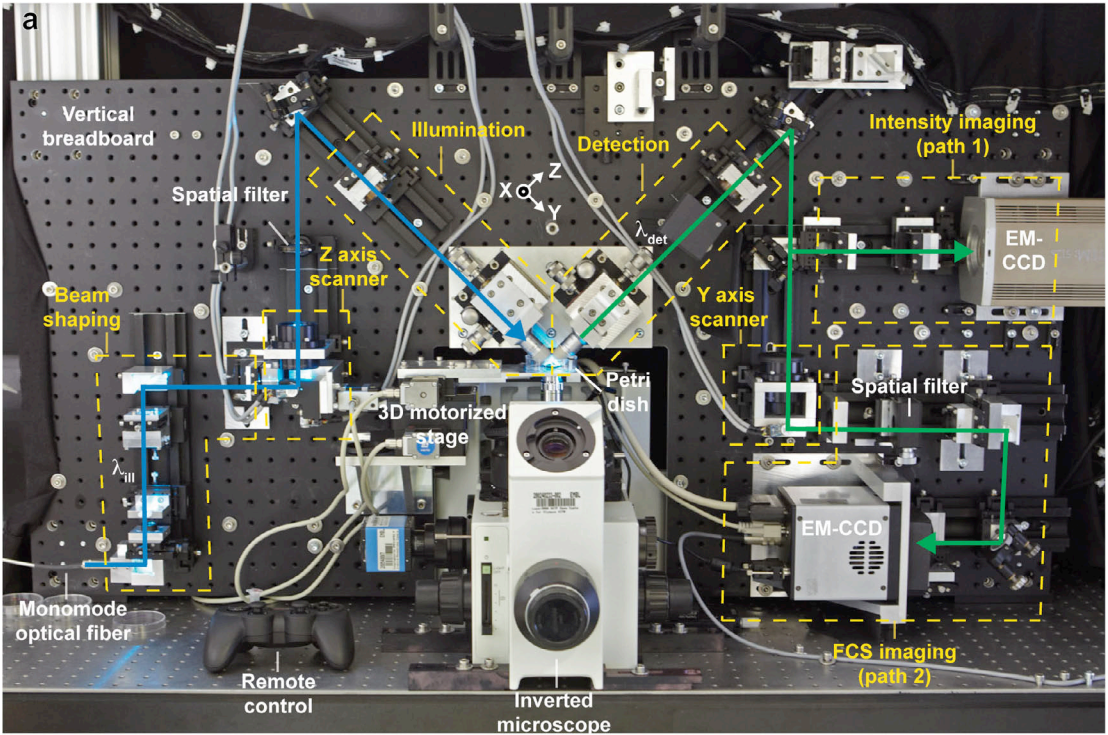 a
Vertical
breadboard
Illumination
Detection
Intensity imaging
(path 1)
Spatial filter
X
Z
Y
λdet
EM-
CCD
Z axis
scanner
Beam
shaping
Y axis
scanner
Spatial filter
Petri
dish
3D motorized
stage
λill
EM-CCD
Monomode
optical fiber
FCS imaging
(path 2)
Remote
control
Inverted
microscope